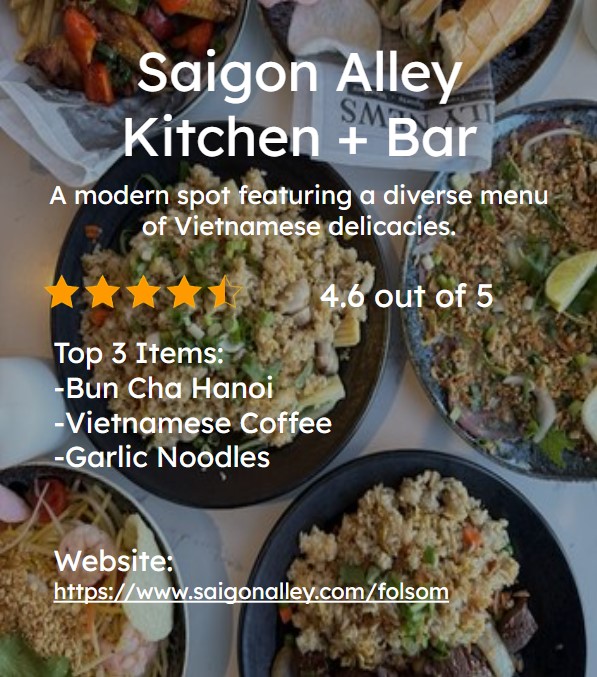 Saigon Alley
Kitchen + Bar
A modern spot featuring a diverse menu
of Vietnamese delicacies.
4.6 out of 5
Top 3 Items:
-Bun Cha Hanoi
-Vietnamese Coffee
-Garlic Noodles
Website:
https://www.saigonalley.com/folsom